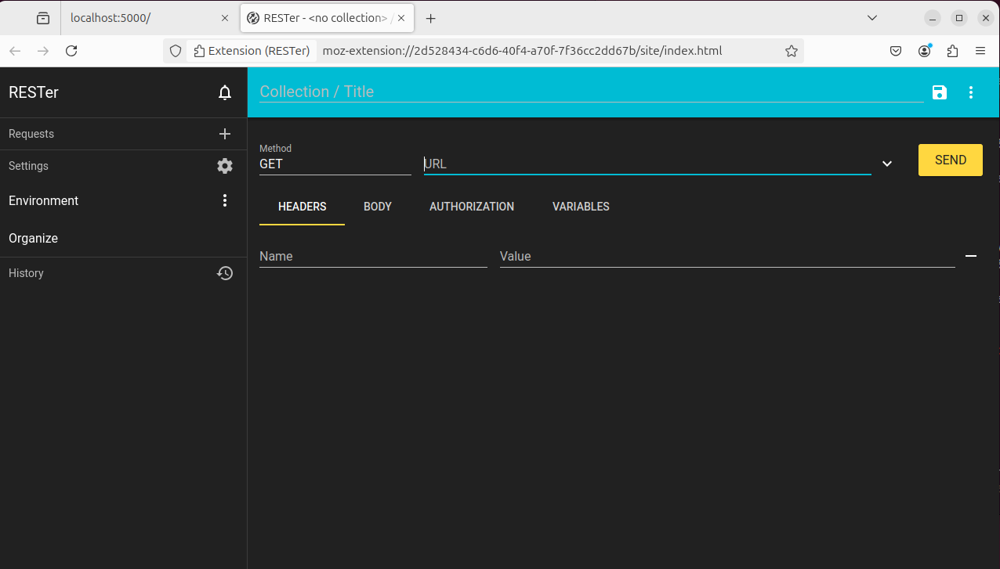 localhost:5000/
RESTer - <no collection> /
Extension (RESTer)
moz-extension://2d528434-c6d6-40f4-a70f-7f36cc2dd67b/site/index.html
RESTer
Collection / Title
Requests
Settings
Environment
Organize
History
Method
GET
URL
SEND
HEADERS
BODY
AUTHORIZATION
VARIABLES
Name
Value